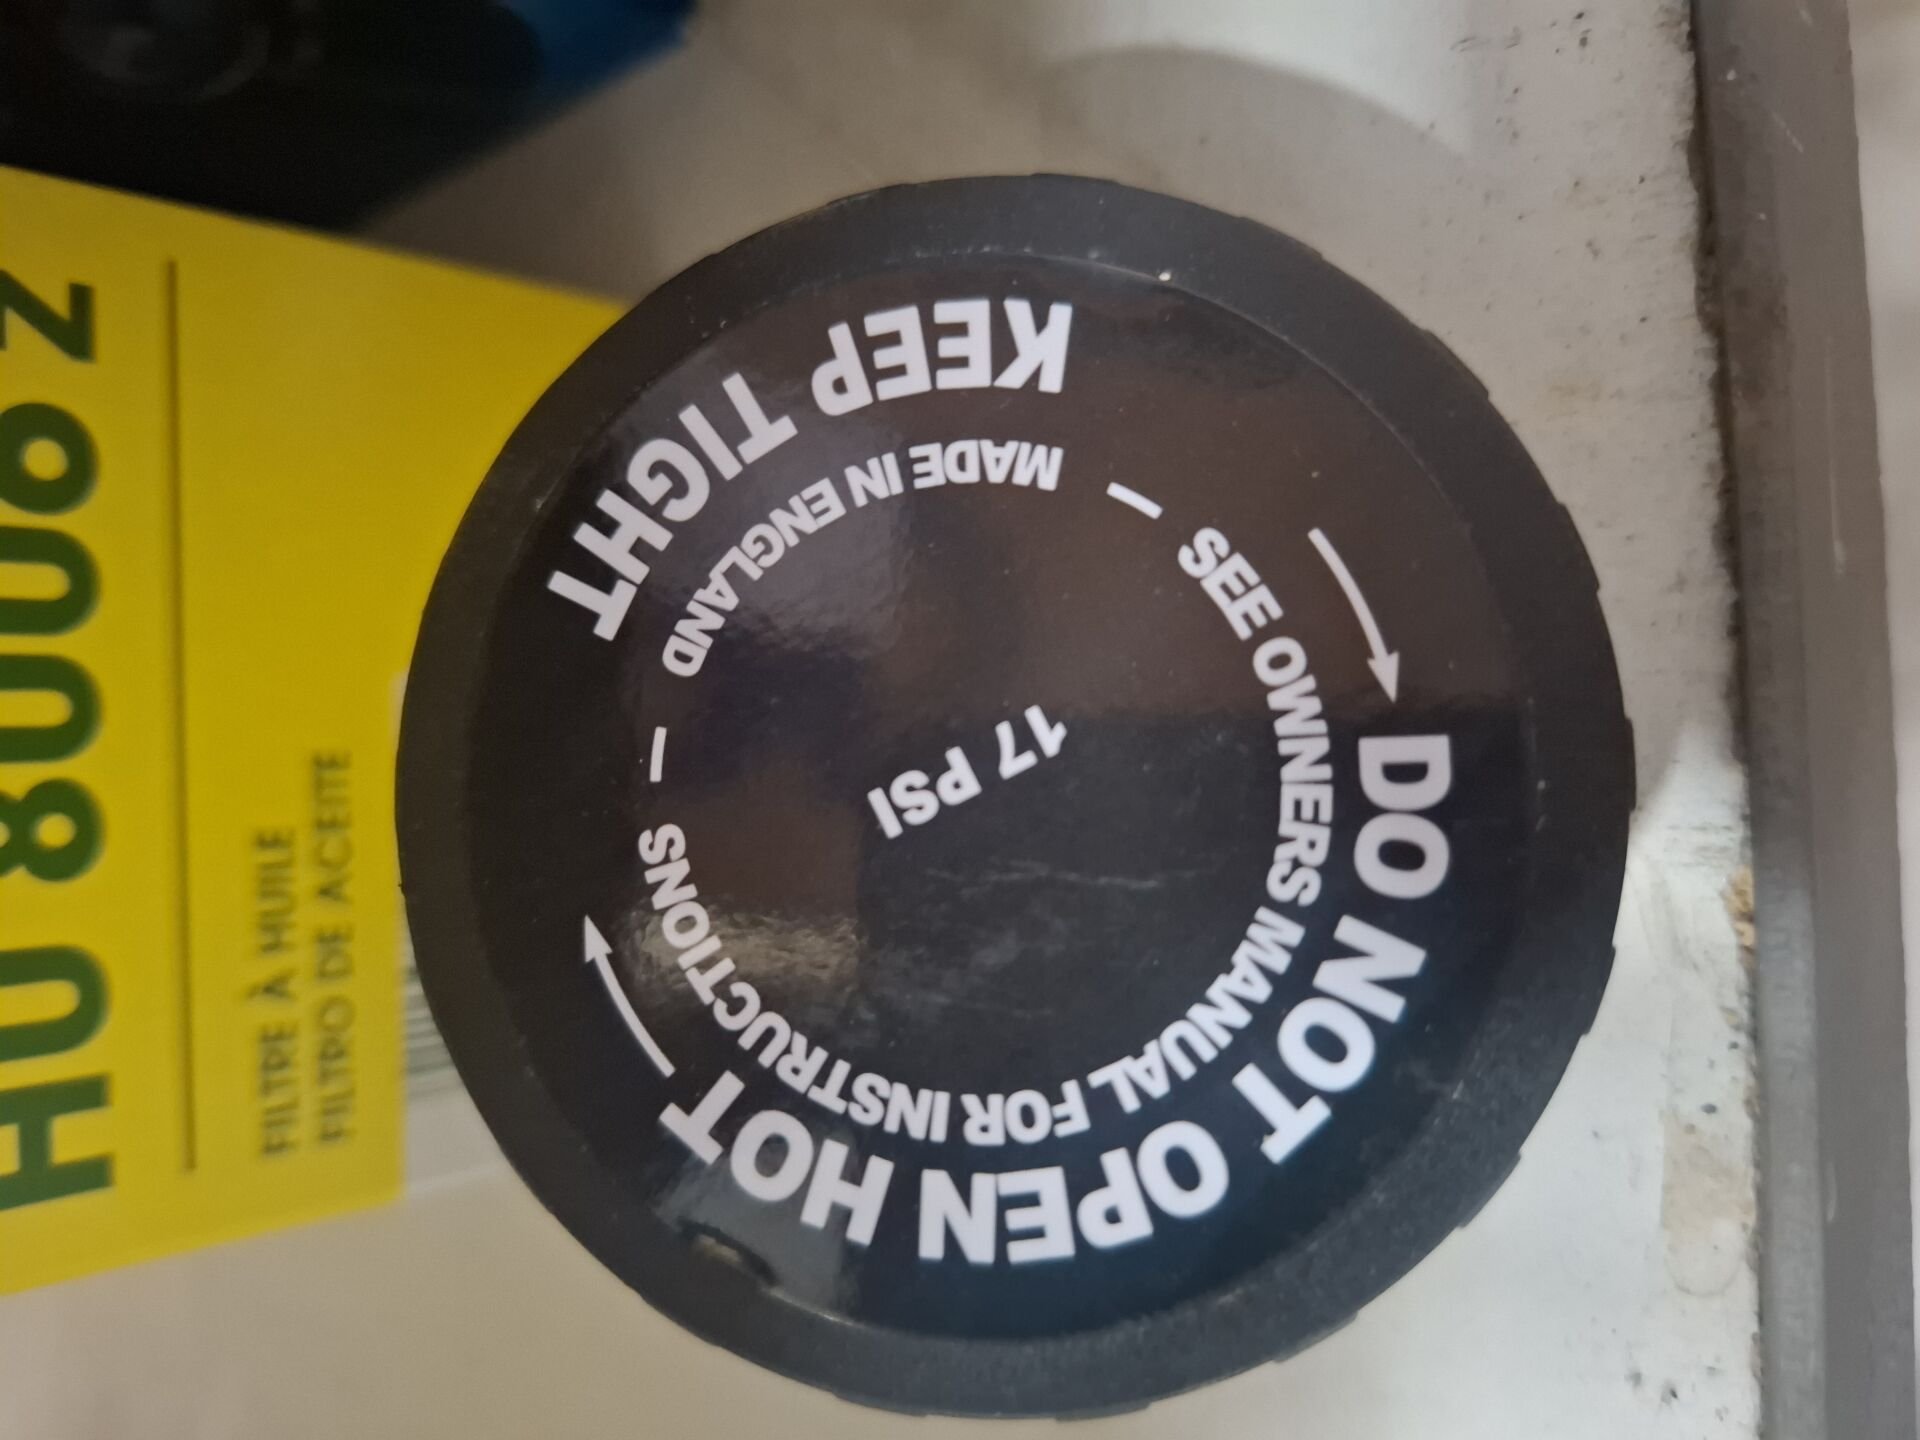 DO NOT OPEN HOT
SEE OWNERS MANUAL FOR INSTRUCTIONS
17 PSI
MADE IN ENGLAND
KEEP TIGHT
HU 8006 z
FILTRE À HUILE
FILTRO DE ACEITE